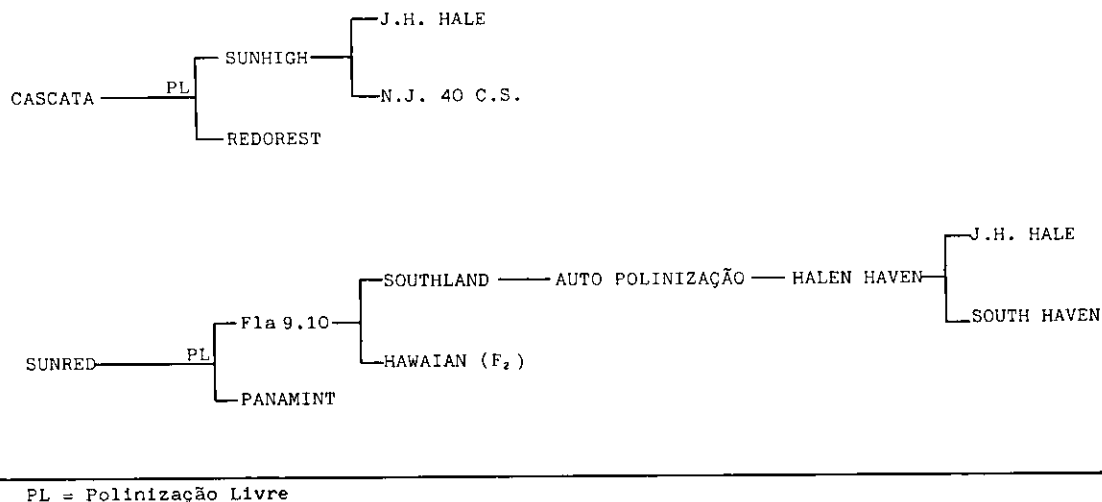 J.H. HALE
SUNHIGH
PL
N.J. 40 C.S.
CASCATA
REDOREST
J.H. HALE
SOUTHLAND
AUTO POLINIZAÇÃO
HALEN HAVEN
Fla 9.10
SOUTH HAVEN
PL
SUNRED
HAWAIAN (F₂)
PANAMINT
PL = Polinização Livre